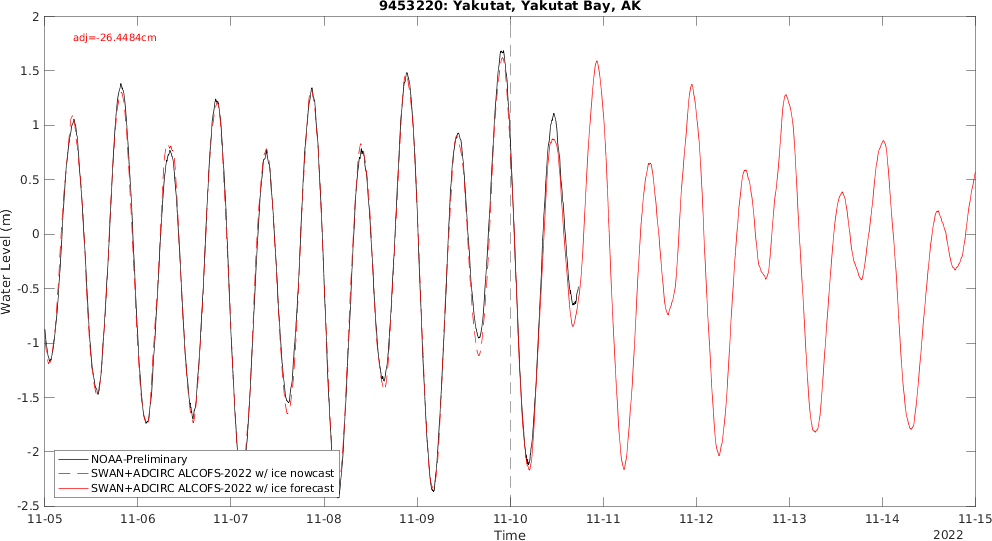 9453220: Yakutat, Yakutat Bay, AK
adj=-26.4484cm
Water Level (m)
2
1.5
1
0.5
0
-0.5
-1
-1.5
-2
-2.5
NOAA-Preliminary
SWAN+ADCIRC ALCOFS-2022 w/ ice nowcast
SWAN+ADCIRC ALCOFS-2022 w/ ice forecast
11-05 11-06 11-07 11-08 11-09 11-10 11-11 11-12 11-13 11-14 11-15
Time
2022